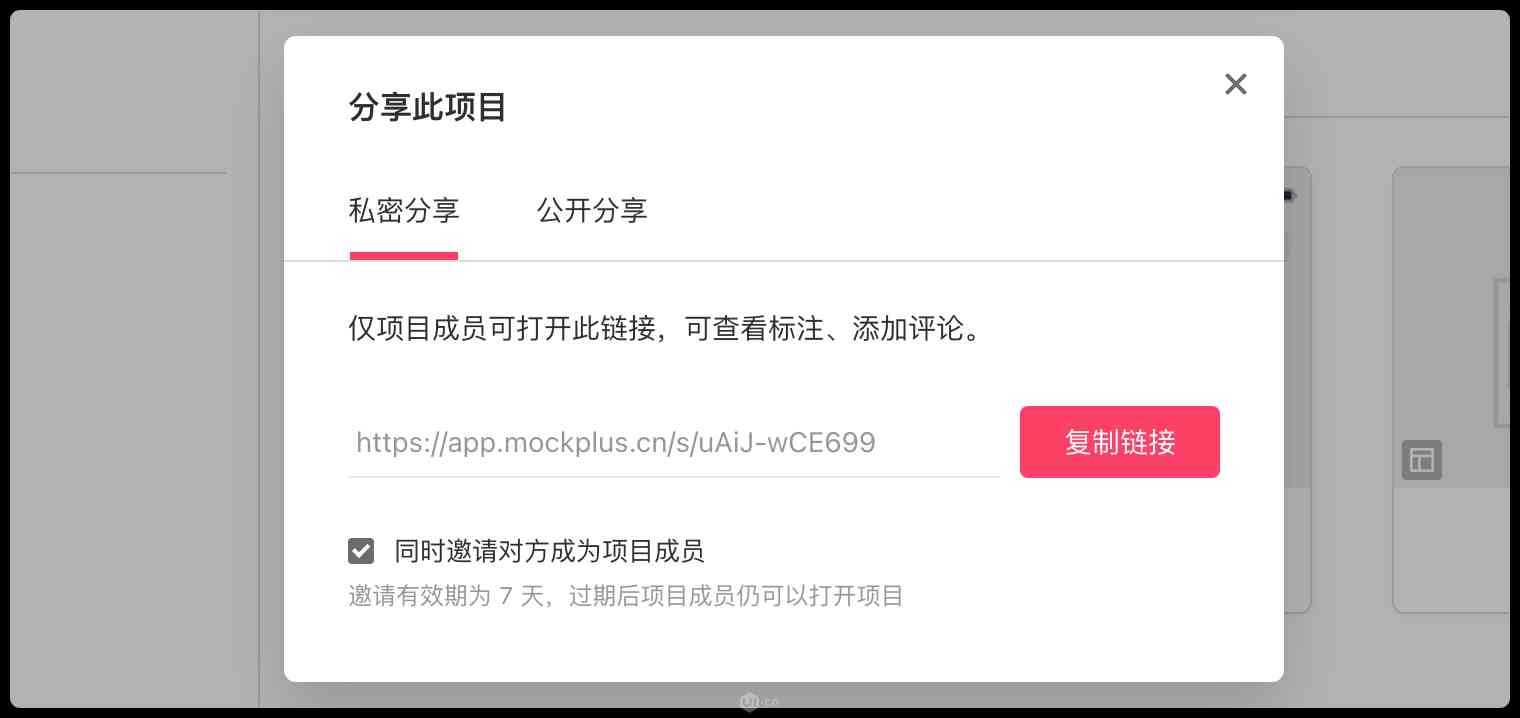 分享此项目
私密分享
公开分享
仅项目成员可打开此链接，可查看标注、添加评论。
https://app.mockplus.cn/s/uAiJ-wCE699
复制链接
同时邀请对方成为项目成员
邀请有效期为 7 天，过期后项目成员仍可以打开项目